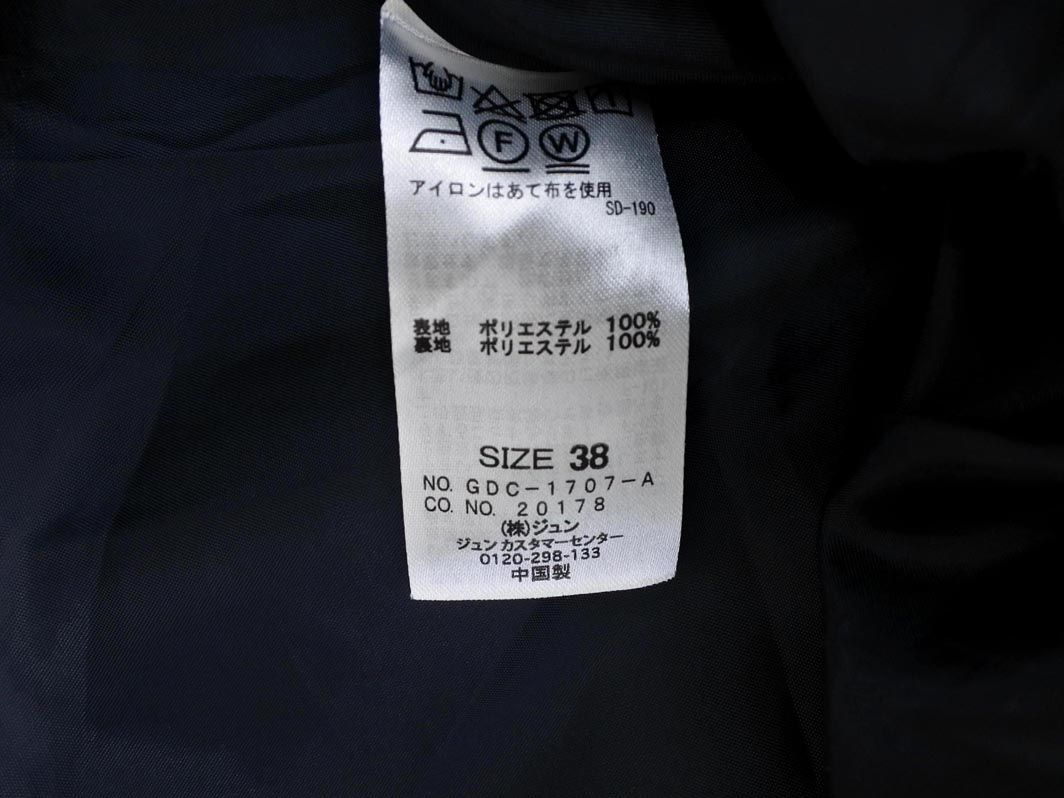 F W
アイロンはあて布を使用
SD-190
表地 ポリエステル 100%
裏地 ポリエステル 100%
SIZE 38
NO. GDC-1707-A
CO. NO. 20178
(株)ジュン
ジュン カスタマーセンター
0120-298-133
中国製